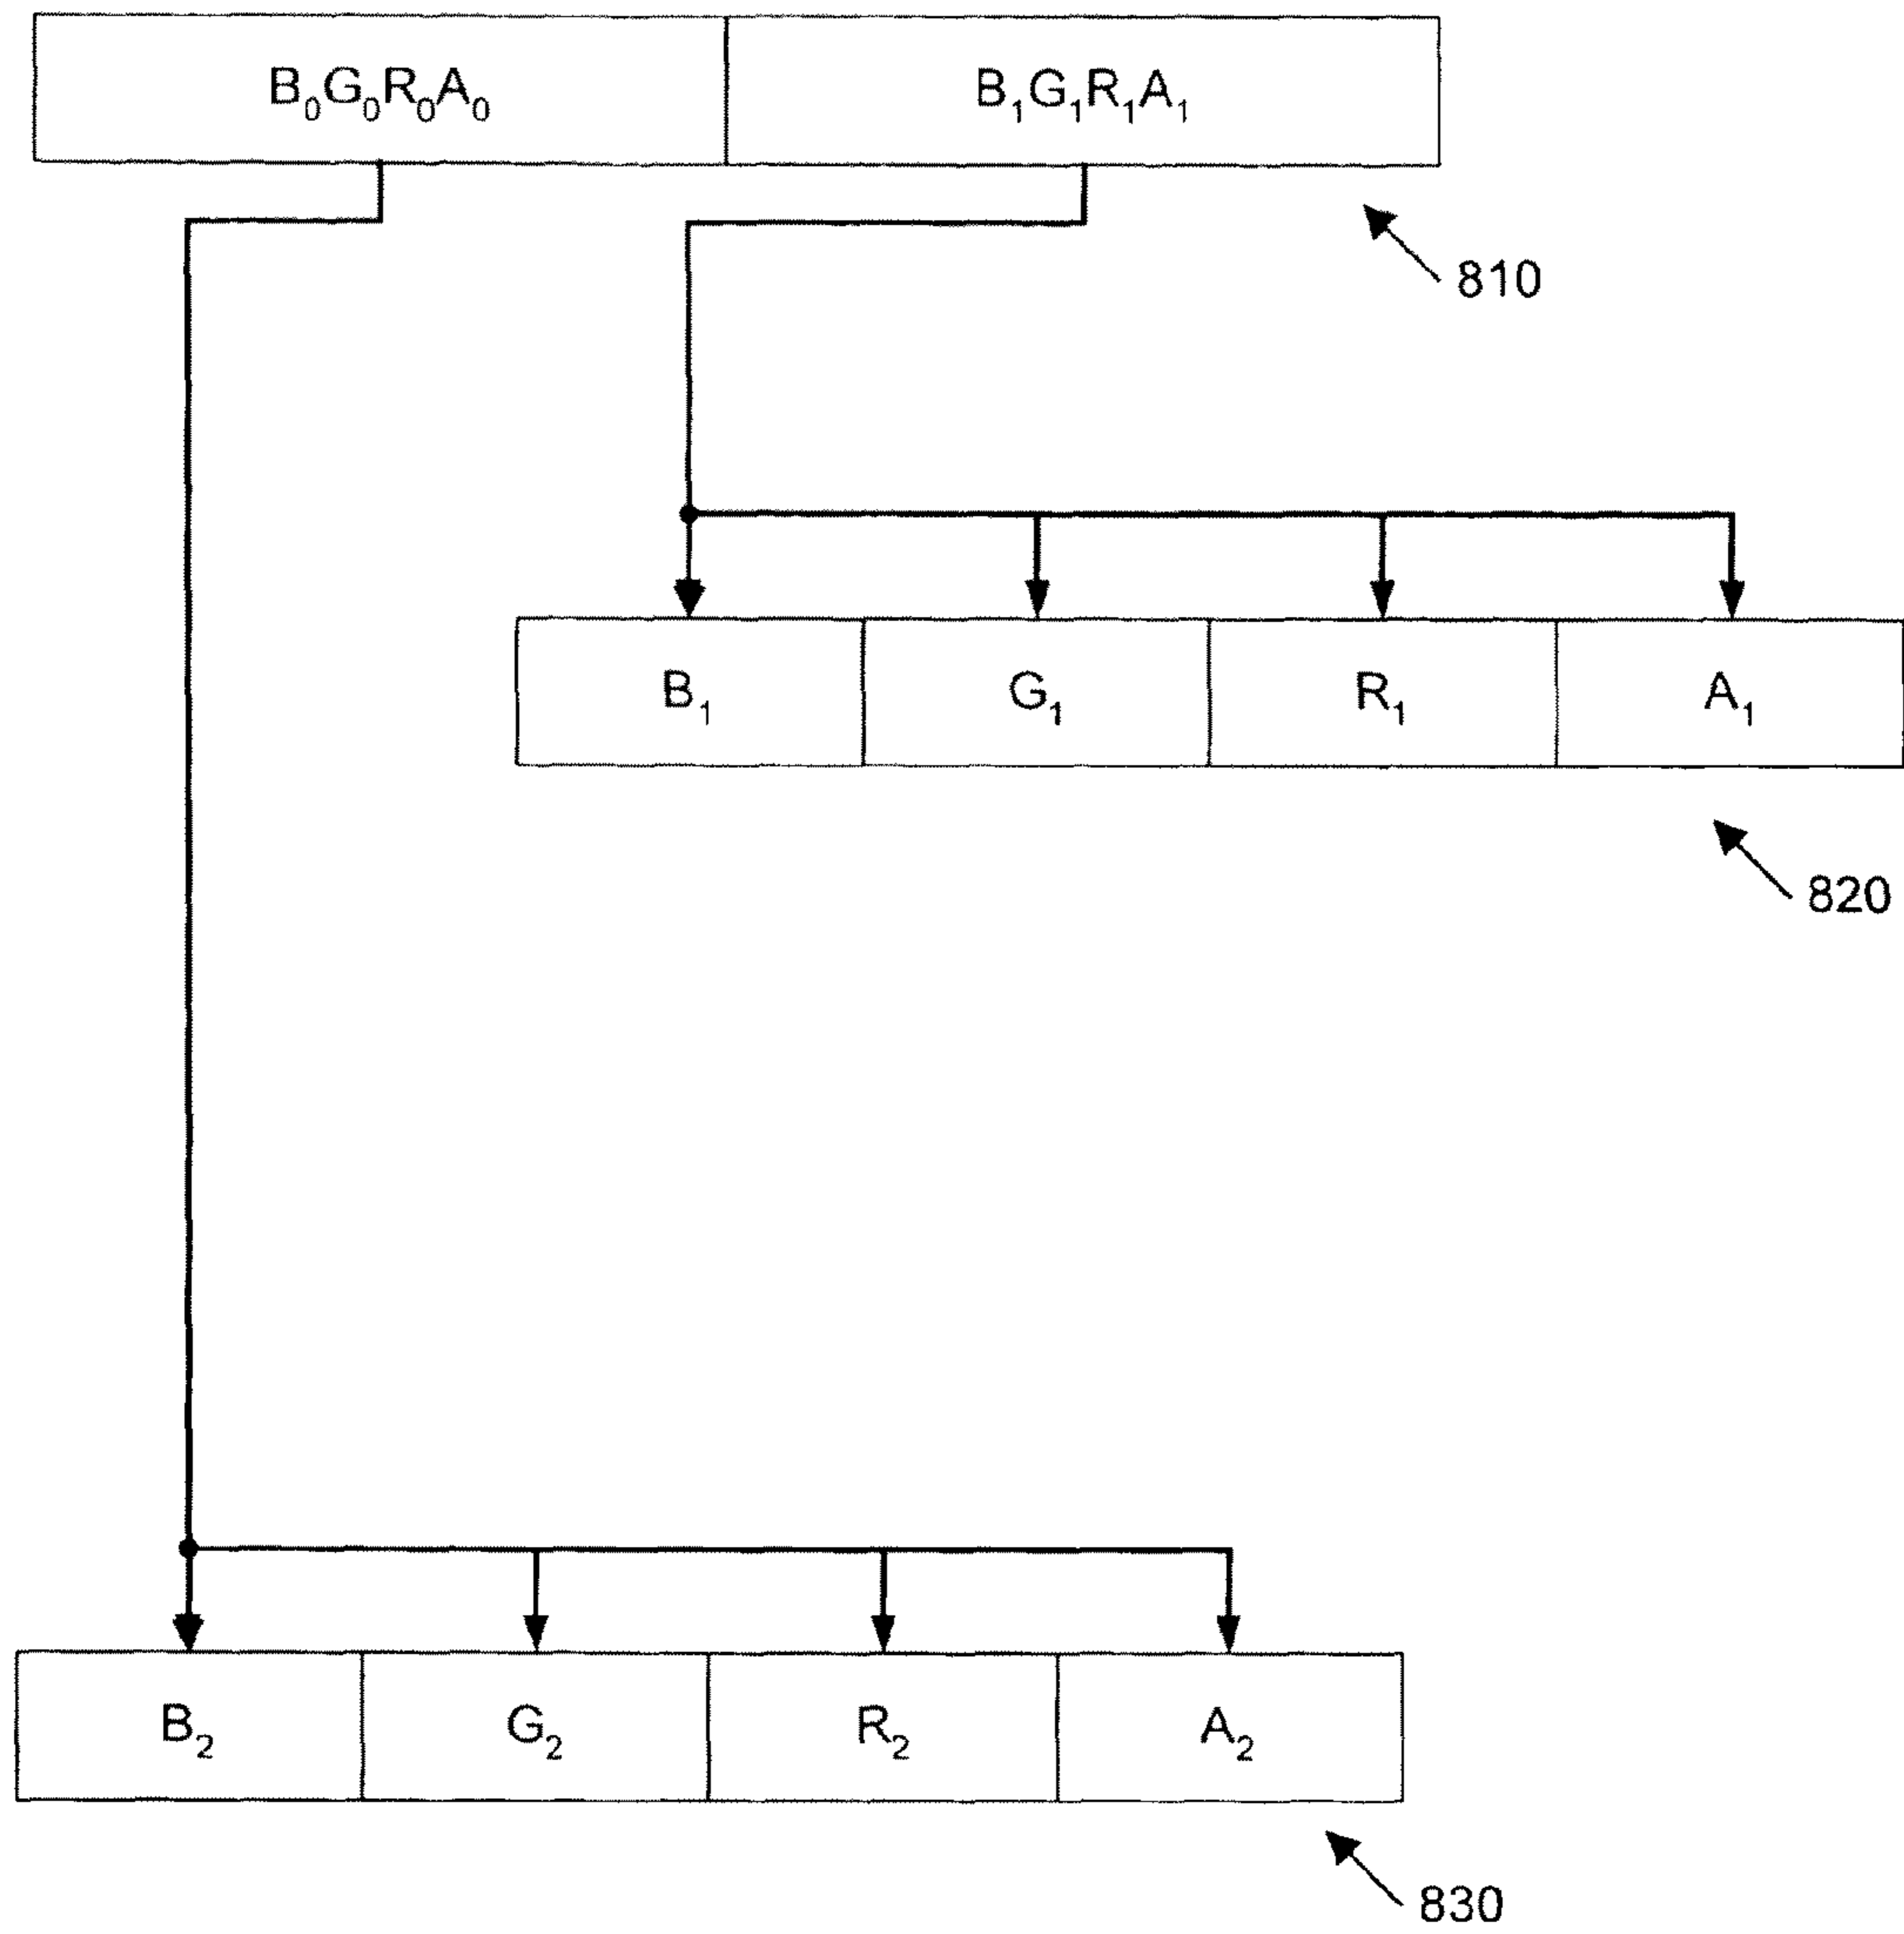 B₀G₀R₀A₀ B₁G₁R₁A₁
810
B₁ G₁ R₁ A₁
820
B₂ G₂ R₂ A₂
830